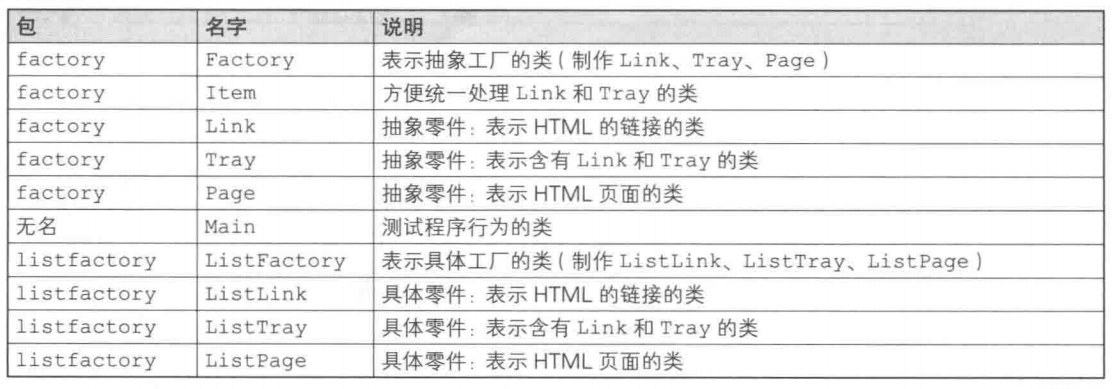 包 名字 说明
factory Factory 表示抽象工厂的类(制作 Link、Tray、Page)
factory Item 方便统一处理 Link 和 Tray 的类
factory Link 抽象零件：表示 HTML 的链接的类
factory Tray 抽象零件：表示含有 Link 和 Tray 的类
factory Page 抽象零件：表示 HTML 页面的类
无名 Main 测试程序行为的类
listfactory ListFactory 表示具体工厂的类(制作 ListLink、ListTray、ListPage)
listfactory ListLink 具体零件：表示 HTML 的链接的类
listfactory ListTray 具体零件：表示含有 Link 和 Tray 的类
listfactory ListPage 具体零件：表示 HTML 页面的类